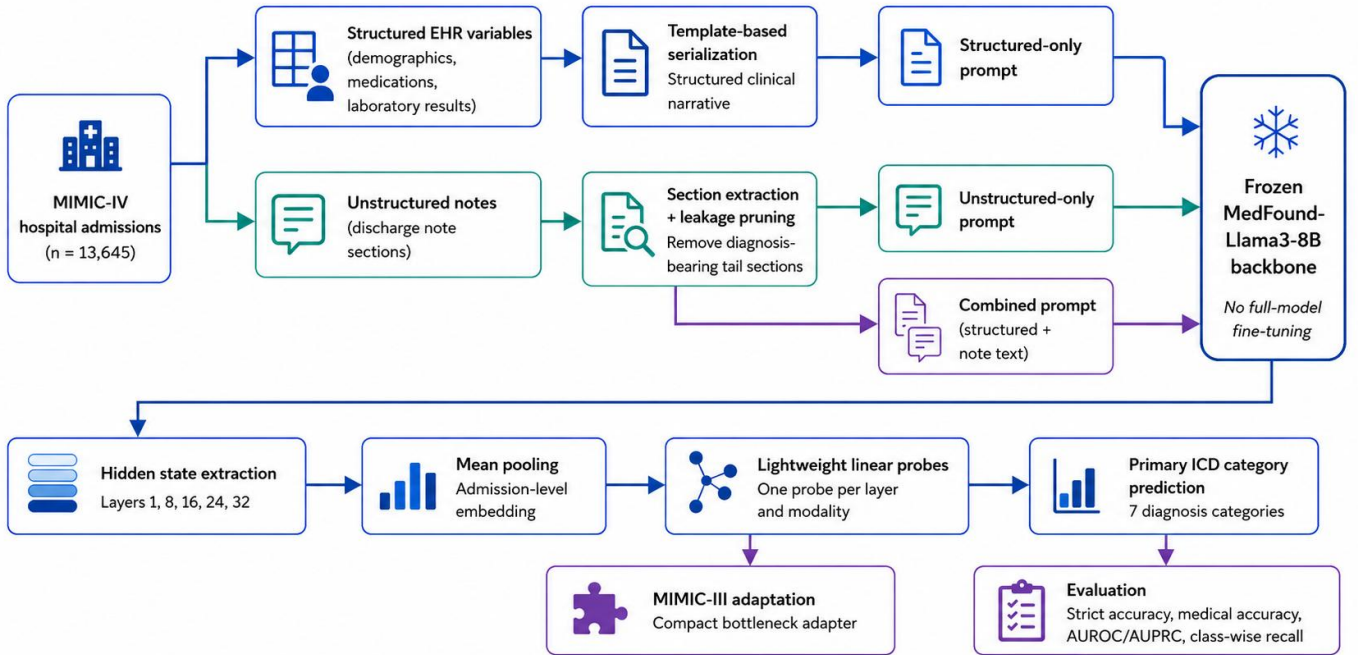 MIMIC-IV
hospital admissions
(n = 13,645)
Structured EHR variables
(demographics,
medications,
laboratory results)
Template-based
serialization
Structured clinical
narrative
Structured-only
prompt
Unstructured notes
(discharge note
sections)
Section extraction
+ leakage pruning
Remove diagnosis-
bearing tail sections
Unstructured-only
prompt
Combined prompt
(structured +
note text)
Frozen
MedFound-
Llama3-8B
backbone
No full-model
fine-tuning
Hidden state extraction
Layers 1, 8, 16, 24, 32
Mean pooling
Admission-level
embedding
Lightweight linear probes
One probe per layer
and modality
Primary ICD category
prediction
7 diagnosis categories
MIMIC-III adaptation
Compact bottleneck adapter
Evaluation
Strict accuracy, medical accuracy,
AUROC/AUPRC, class-wise recall